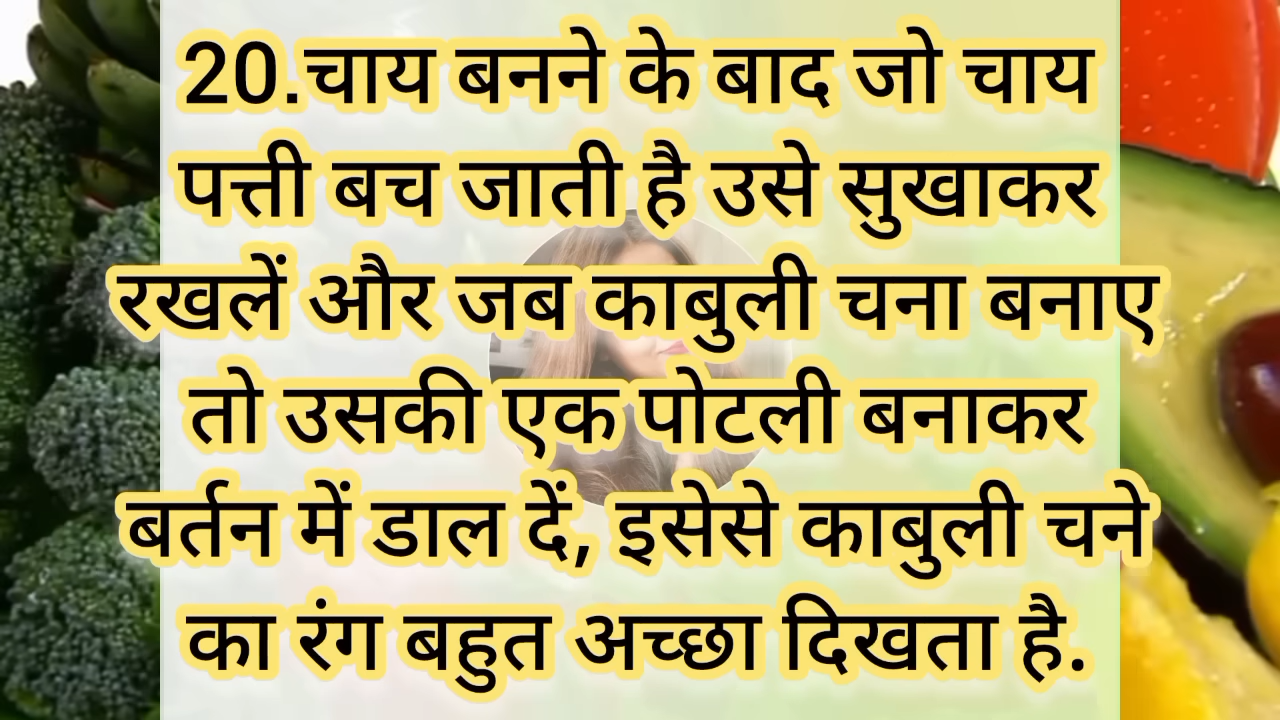 20.चाय बनने के बाद जो चाय
पत्ती बच जाती है उसे सुखाकर
रखलें और जब काबुली चना बनाए
तो उसकी एक पोटली बनाकर
बर्तन में डाल दें, इसेसे काबुली चने
का रंग बहुत अच्छा दिखता है.